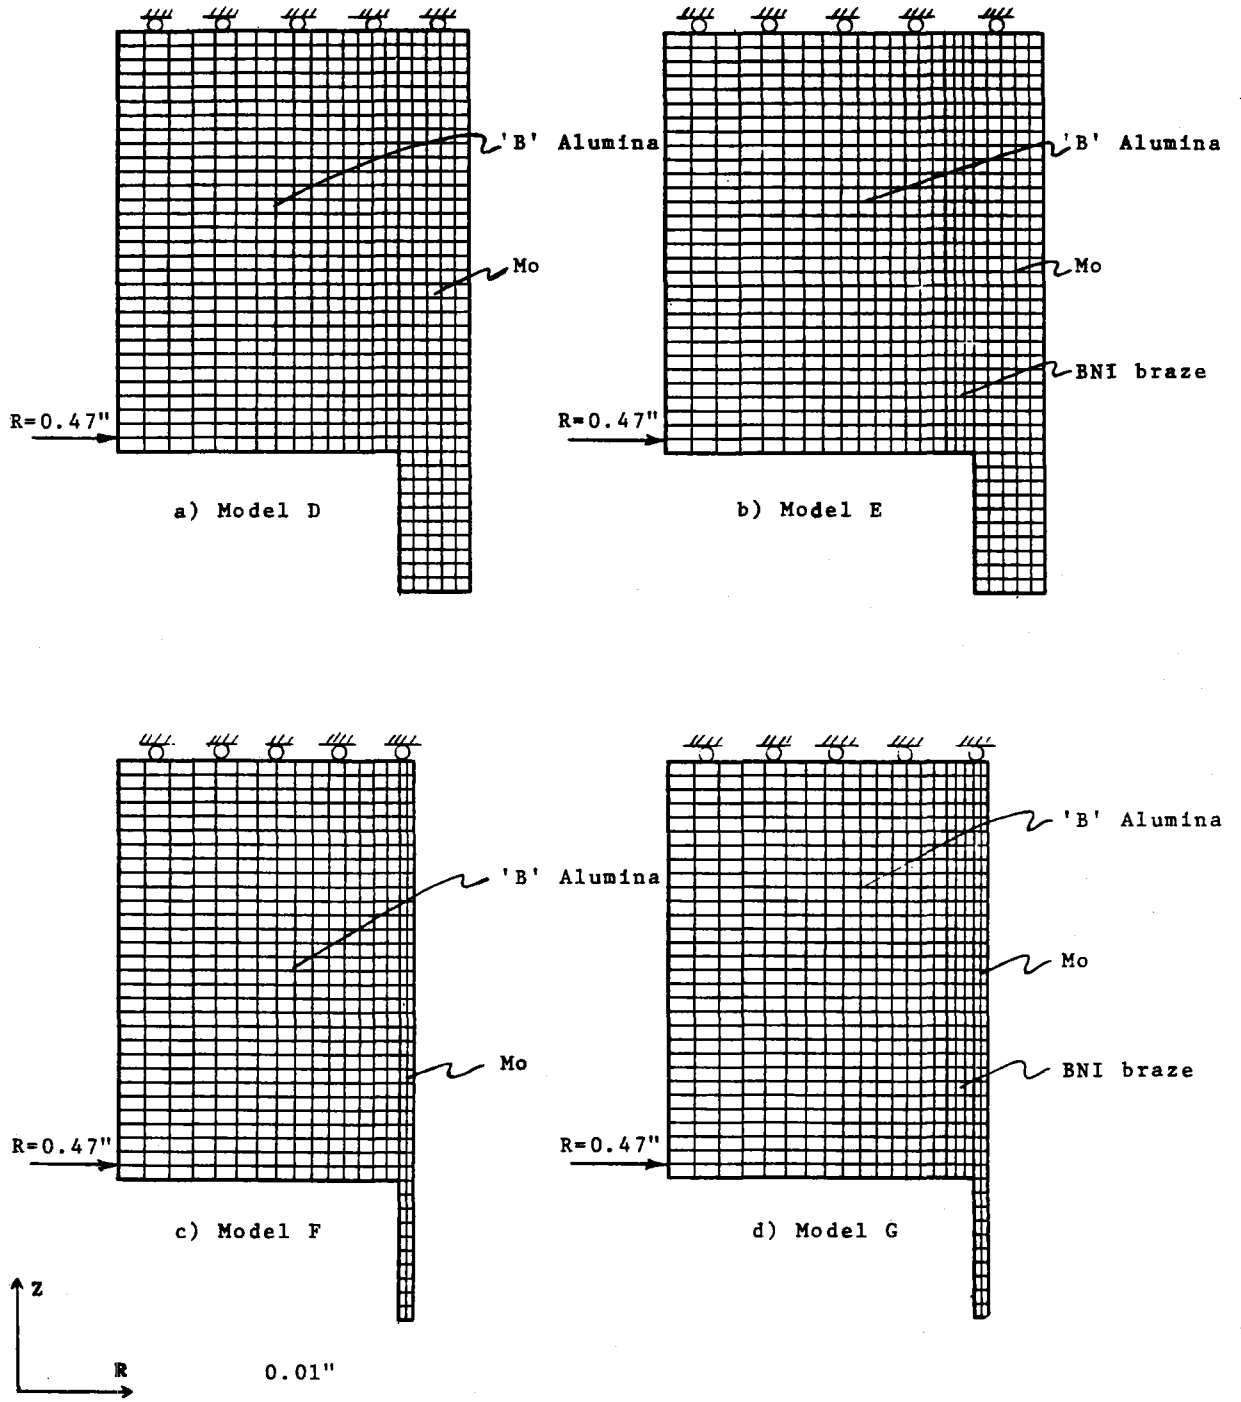 'B' Alumina
Mo
R=0.47"
a) Model D
'B' Alumina
Mo
BNI braze
R=0.47"
b) Model E
'B' Alumina
Mo
R=0.47"
c) Model F
'B' Alumina
Mo
BNI braze
R=0.47"
d) Model G
Z
R
0.01"